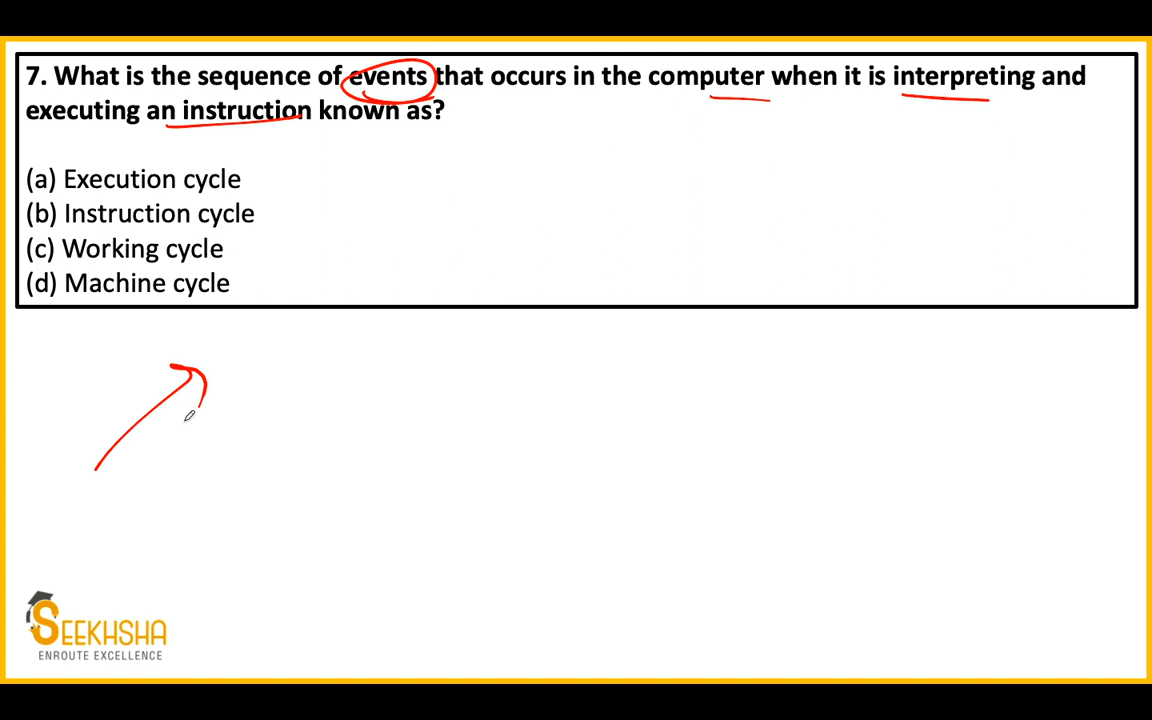 7. What is the sequence of events that occurs in the computer when it is interpreting and
executing an instruction known as?
(a) Execution cycle
(b) Instruction cycle
(c) Working cycle
(d) Machine cycle
SEEKHSHA
ENROUTE EXCELLENCE